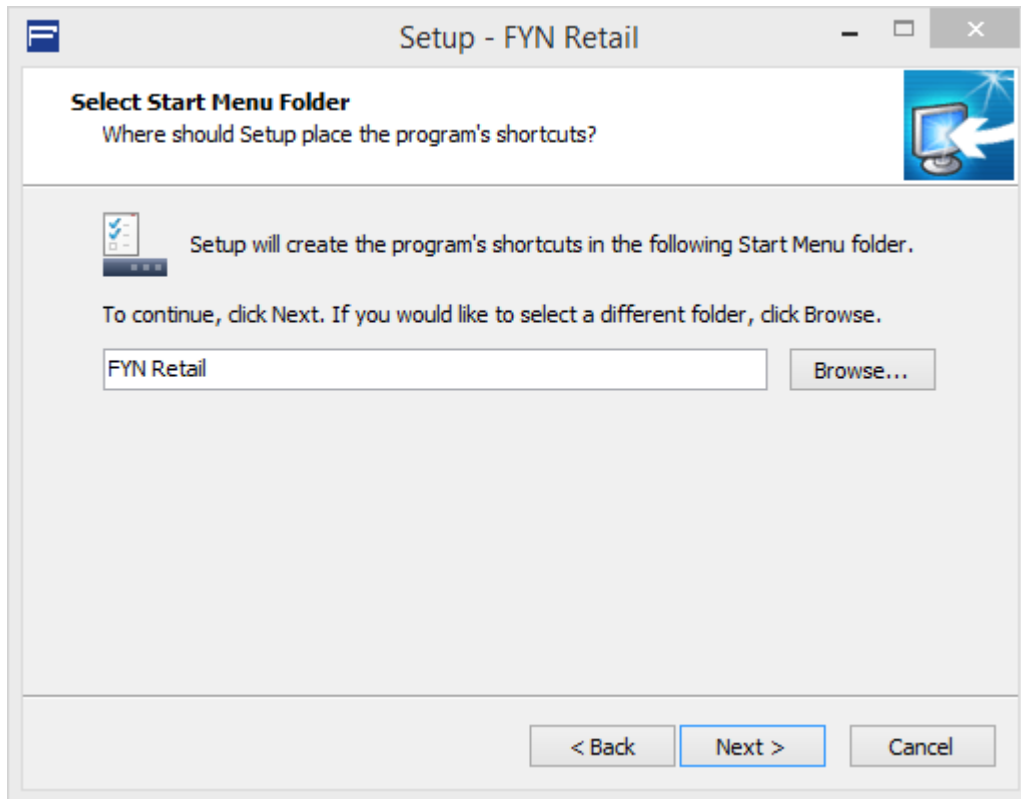 Setup - FYN Retail
Select Start Menu Folder
Where should Setup place the program's shortcuts?
Setup will create the program's shortcuts in the following Start Menu folder.
To continue, click Next. If you would like to select a different folder, click Browse.
FYN Retail
Browse...
< Back
Next >
Cancel